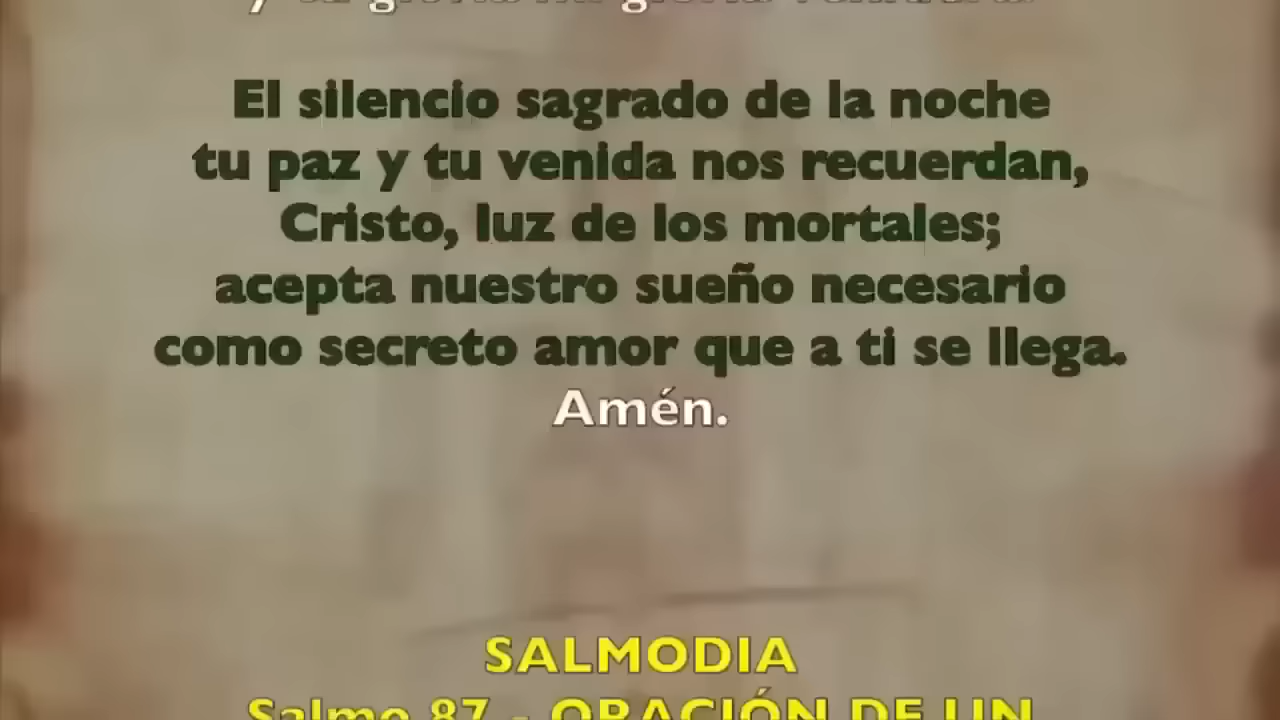 El silencio sagrado de la noche
tu paz y tu venida nos recuerdan,
Cristo, luz de los mortales;
acepta nuestro sueño necesario
como secreto amor que a ti se llega.
Amén.
SALMODIA
Salmo 87 - ORACIÓN DE UN